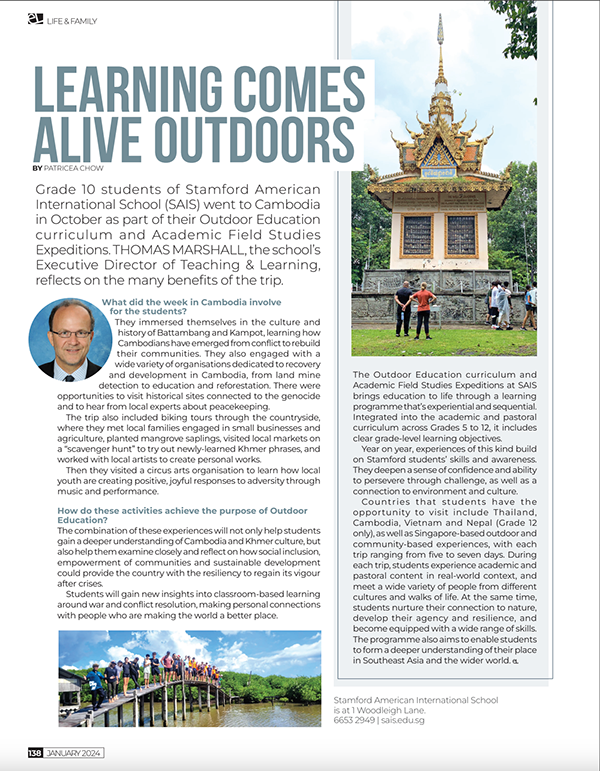 LIFE & FAMILY
LEARNING COMES
ALIVE OUTDOORS
BY PATRICEA CHOW
Grade 10 students of Stamford American
International School (SAIS) went to Cambodia
in October as part of their Outdoor Education
curriculum and Academic Field Studies
Expeditions. THOMAS MARSHALL, the school's
Executive Director of Teaching & Learning,
reflects on the many benefits of the trip.
What did the week in Cambodia involve
for the students?
They immersed themselves in the culture and
history of Battambang and Kampot, learning how
Cambodians have emerged from conflict to rebuild
their communities. They also engaged with a
wide variety of organisations dedicated to recovery
and development in Cambodia, from land mine
detection to education and reforestation. There were
opportunities to visit historical sites connected to the genocide
and to hear from local experts about peacekeeping.
The trip also included biking tours through the countryside,
where they met local families engaged in small businesses and
agriculture, planted mangrove saplings, visited local markets on
a "scavenger hunt" to try out newly-learned Khmer phrases, and
worked with local artists to create personal works.
Then they visited a circus arts organisation to learn how local
youth are creating positive, joyful responses to adversity through
music and performance.
How do these activities achieve the purpose of Outdoor
Education?
The combination of these experiences will not only help students
gain a deeper understanding of Cambodia and Khmer culture, but
also help them examine closely and reflect on how social inclusion,
empowerment of communities and sustainable development
could provide the country with the resiliency to regain its vigour
after crises.
Students will gain new insights into classroom-based learning
around war and conflict resolution, making personal connections
with people who are making the world a better place.
The Outdoor Education curriculum and
Academic Field Studies Expeditions at SAIS
brings education to life through a learning
programme that's experiential and sequential.
Integrated into the academic and pastoral
curriculum across Grades 5 to 12, it includes
clear grade-level learning objectives.
Year on year, experiences of this kind build
on Stamford students' skills and awareness.
They deepen a sense of confidence and ability
to persevere through challenge, as well as a
connection to environment and culture.
Countries that students have the
opportunity to visit include Thailand,
Cambodia, Vietnam and Nepal (Grade 12
only), as well as Singapore-based outdoor and
community-based experiences, with each
trip ranging from five to seven days. During
each trip, students experience academic and
pastoral content in real-world context, and
meet a wide variety of people from different
cultures and walks of life. At the same time,
students nurture their connection to nature,
develop their agency and resilience, and
become equipped with a wide range of skills.
The programme also aims to enable students
to form a deeper understanding of their place
in Southeast Asia and the wider world.
Stamford American International School
is at 1 Woodleigh Lane.
6653 2949 | sais.edu.sg
138 JANUARY 2024